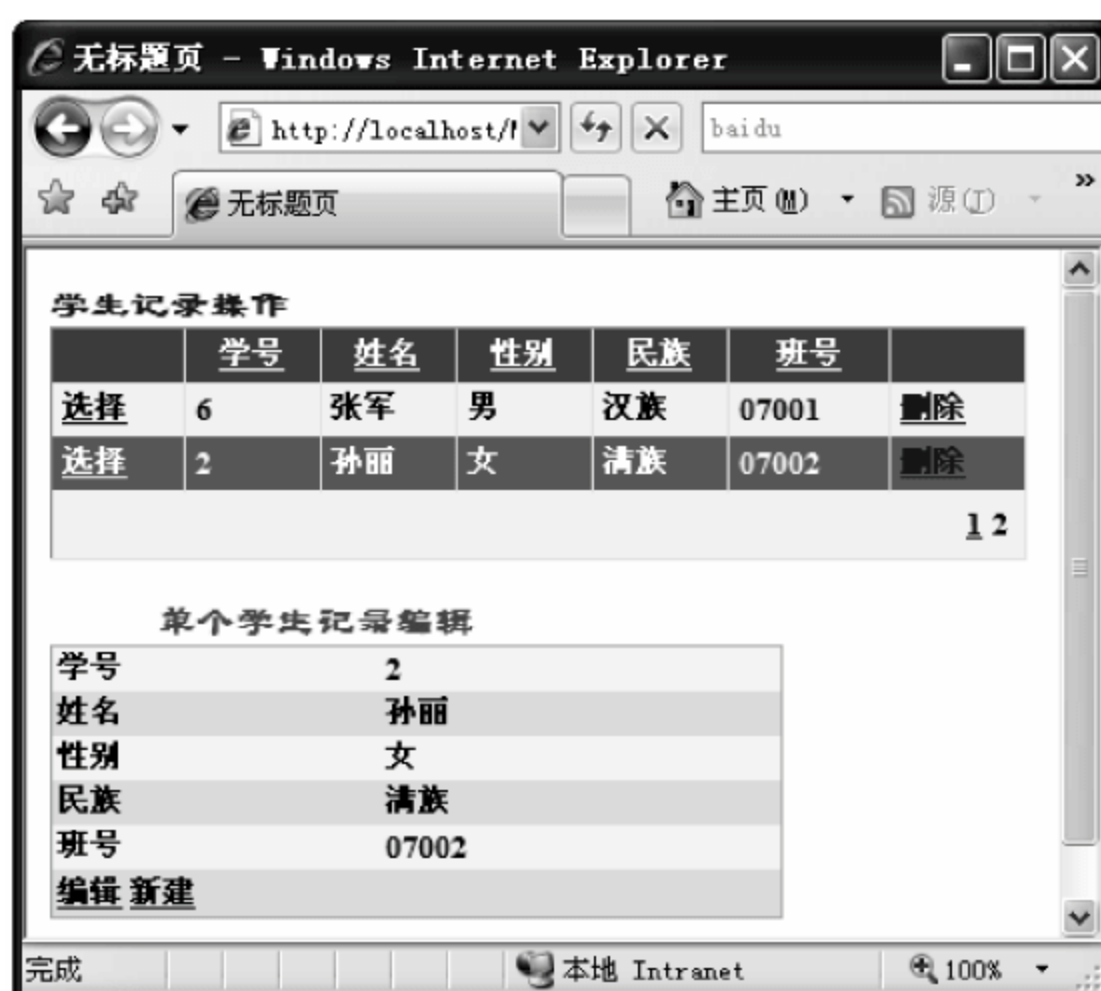 无标题页 - Windows Internet Explorer
http://localhost/ baidu
无标题页 主页(M) 源(J) »
学生记录操作
学号 姓名 性别 民族 班号
选择 6 张军 男 汉族 07001 删除
选择 2 孙丽 女 满族 07002 删除
1 2
单个学生记录编辑
学号 2
姓名 孙丽
性别 女
民族 满族
班号 07002
编辑 新建
完成 本地 Intranet 100%